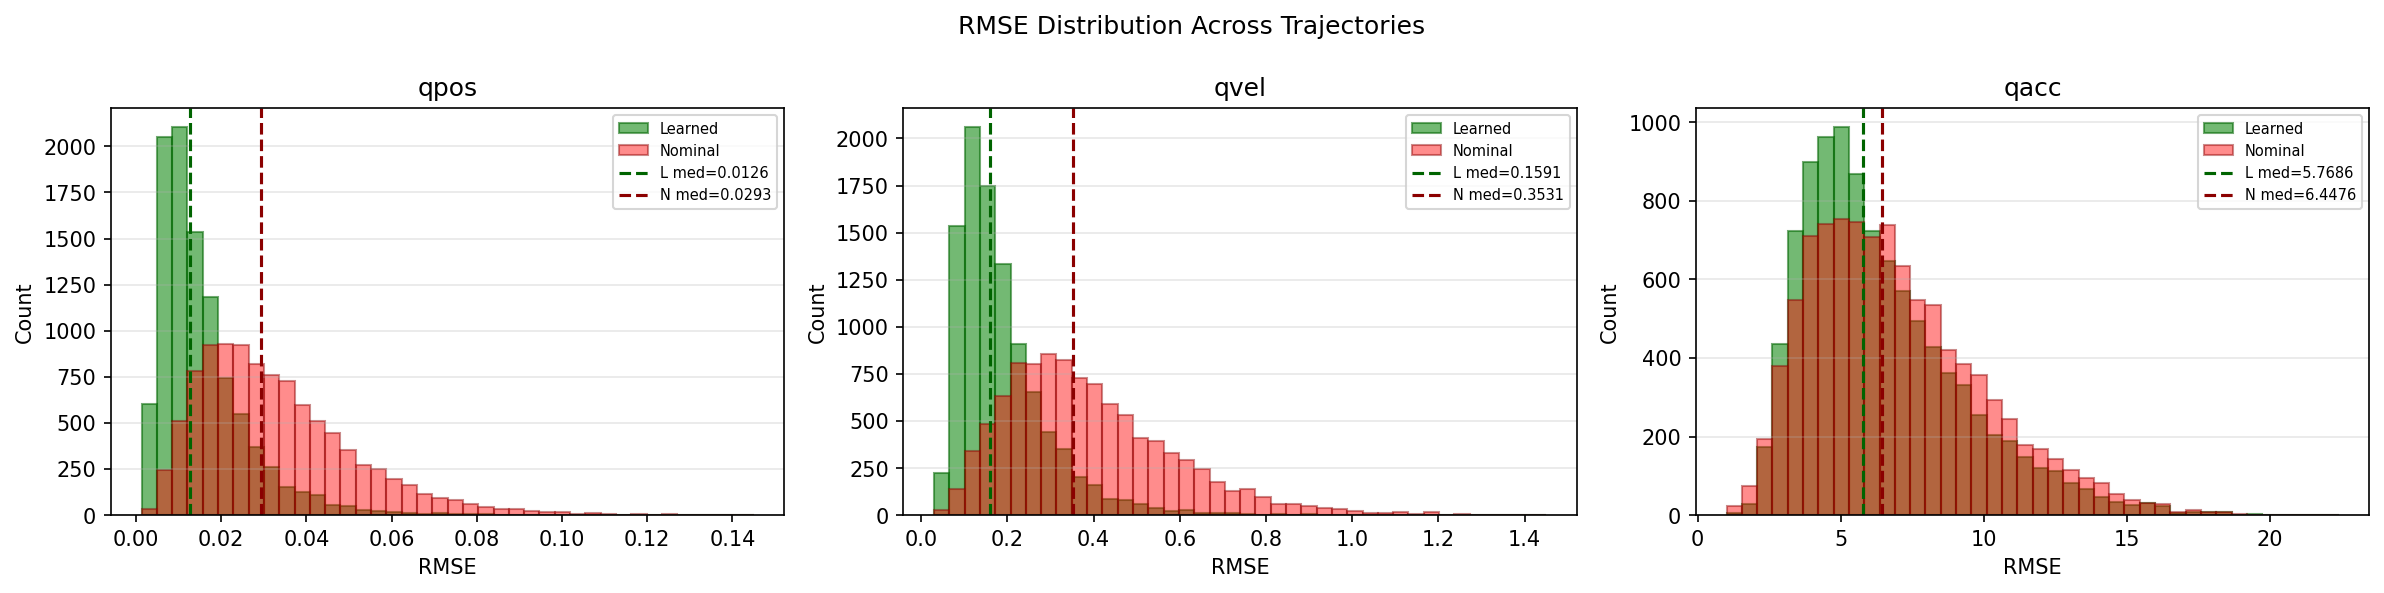 RMSE Distribution Across Trajectories
qpos
Count
2000
1750
1500
1250
1000
750
500
250
0
0.00 0.02 0.04 0.06 0.08 0.10 0.12 0.14
RMSE
Learned
Nominal
L med=0.0126
N med=0.0293
qvel
Count
2000
1750
1500
1250
1000
750
500
250
0
0.0 0.2 0.4 0.6 0.8 1.0 1.2 1.4
RMSE
Learned
Nominal
L med=0.1591
N med=0.3531
qacc
Count
1000
800
600
400
200
0
0 5 10 15 20
RMSE
Learned
Nominal
L med=5.7686
N med=6.4476